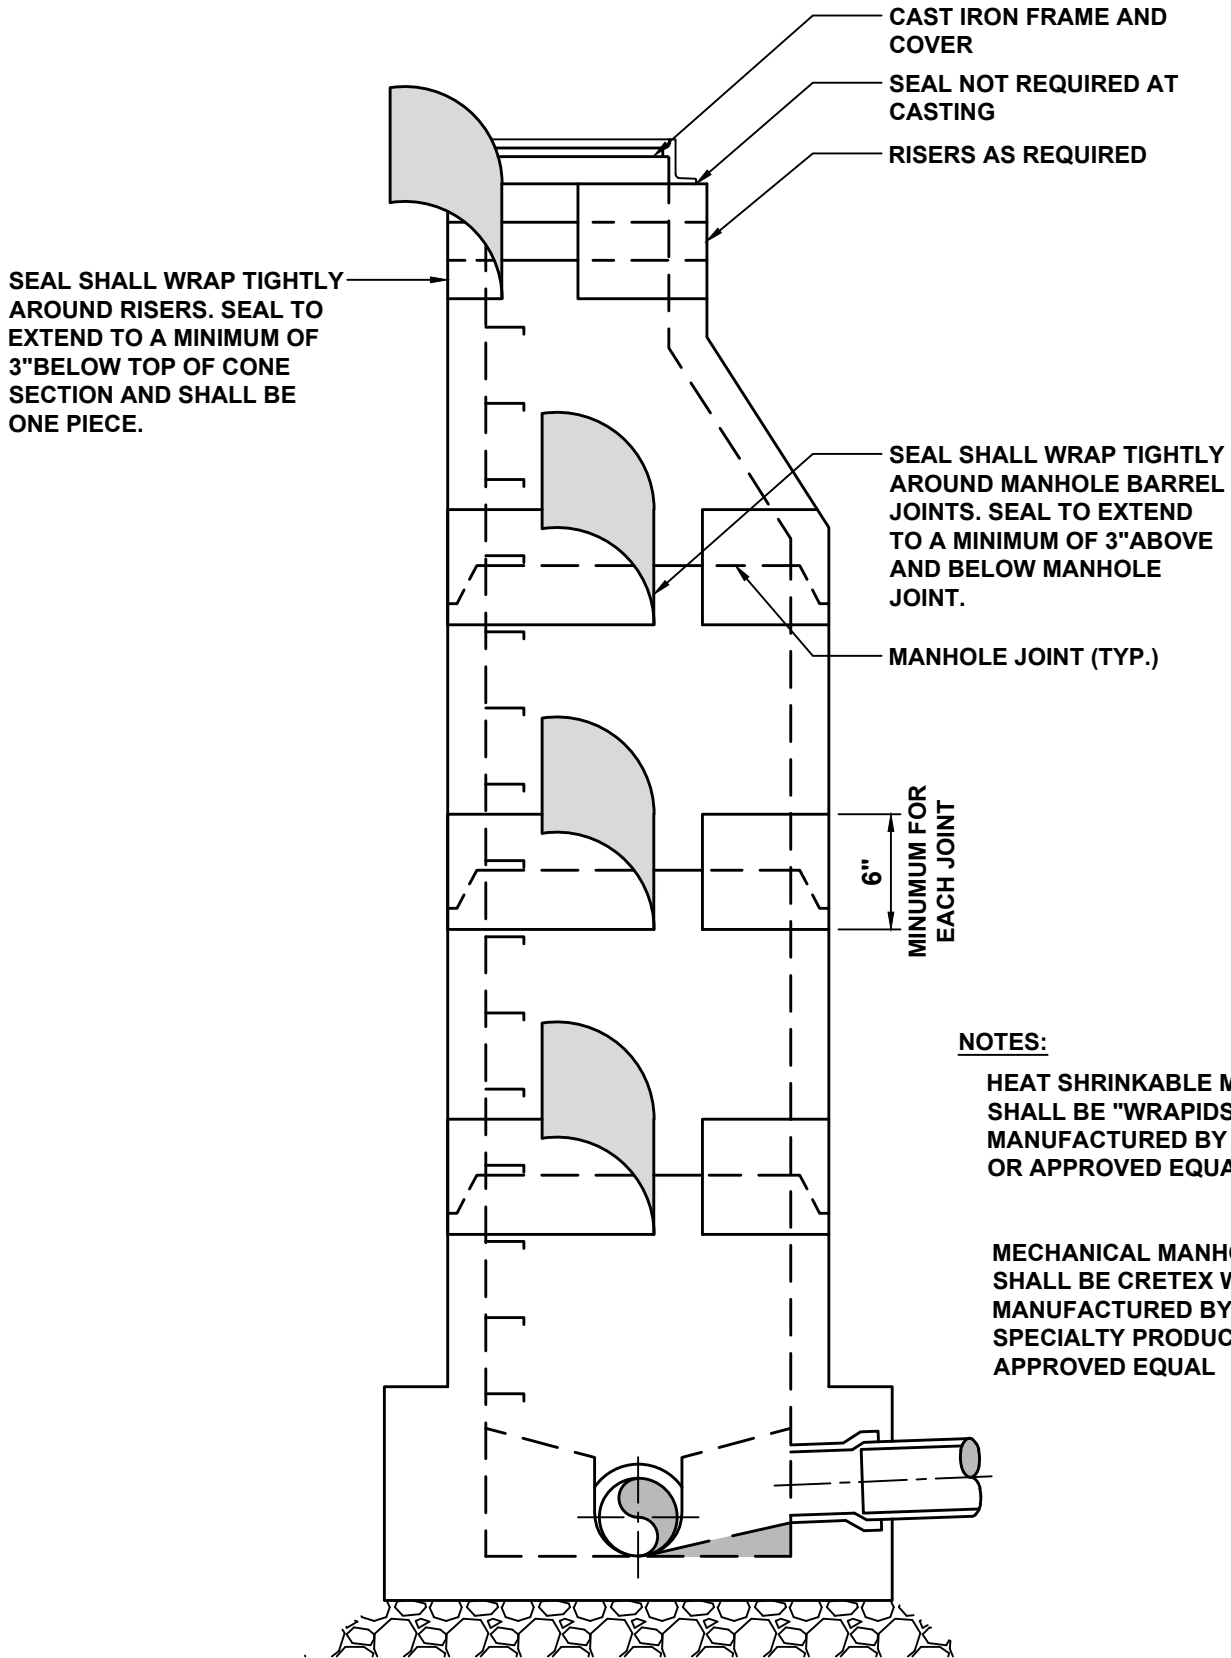 CAST IRON FRAME AND
COVER
SEAL NOT REQUIRED AT
CASTING
RISERS AS REQUIRED
SEAL SHALL WRAP TIGHTLY
AROUND RISERS. SEAL TO
EXTEND TO A MINIMUM OF
3"BELOW TOP OF CONE
SECTION AND SHALL BE
ONE PIECE.
SEAL SHALL WRAP TIGHTLY
AROUND MANHOLE BARREL
JOINTS. SEAL TO EXTEND
TO A MINIMUM OF 3"ABOVE
AND BELOW MANHOLE
JOINT.
MANHOLE JOINT (TYP.)
6"
MINUMUM FOR
EACH JOINT
NOTES:
HEAT SHRINKABLE
SHALL BE "WRAPIDS
MANUFACTURED BY
OR APPROVED EQUA
MECHANICAL MANHO
SHALL BE CRETEX
MANUFACTURED BY
SPECIALTY PRODUC
APPROVED EQUAL